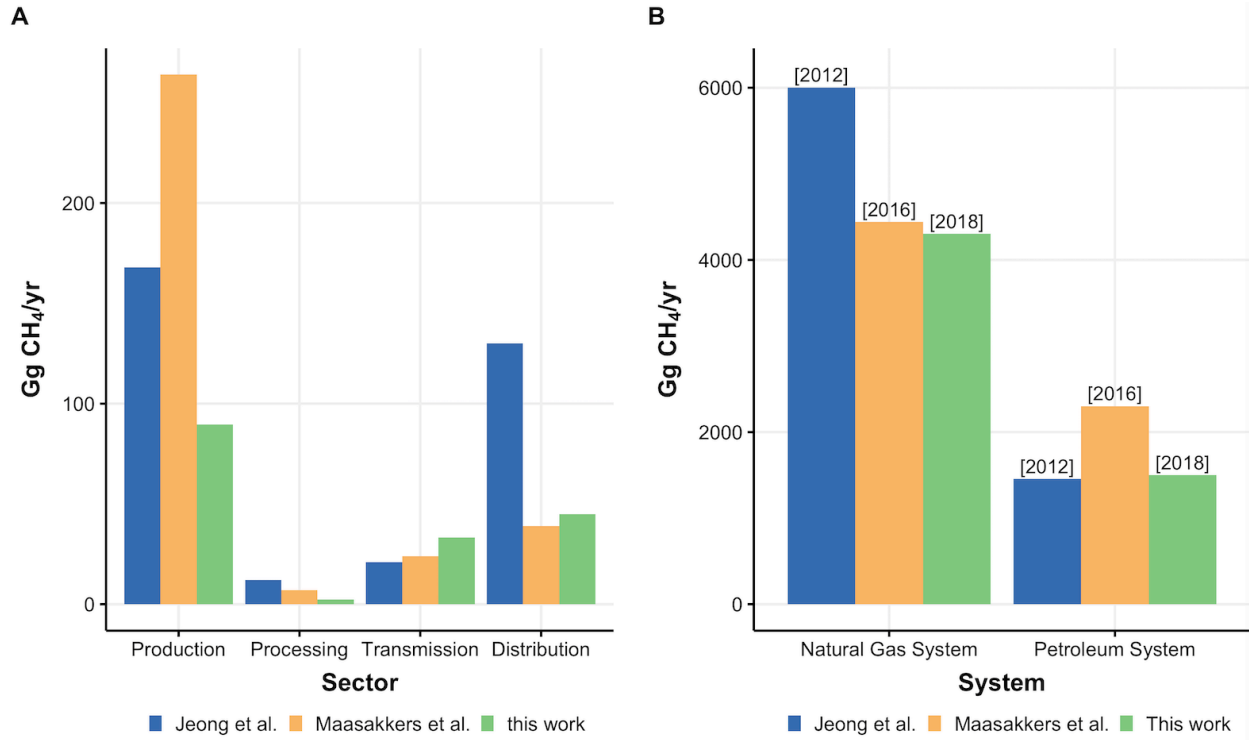 A
Gg CH₄/yr
200
100
0
Production Processing Transmission Distribution
Sector
Jeong et al. Maasakkers et al. this work
B
Gg CH₄/yr
6000
4000
2000
0
[2012]
[2016]
[2018]
[2012]
[2016]
[2018]
Natural Gas System Petroleum System
System
Jeong et al. Maasakkers et al. This work